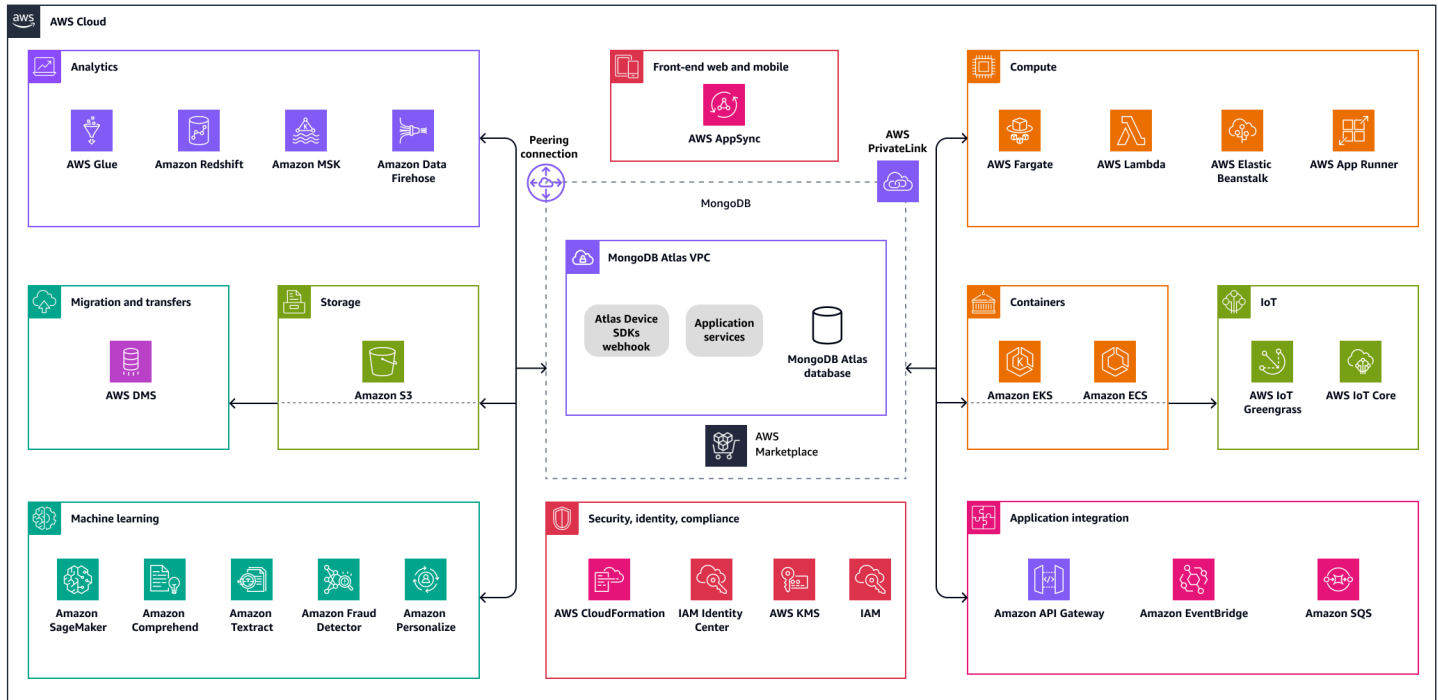 aws
AWS Cloud
Analytics
AWS Glue
Amazon Redshift
Amazon MSK
Amazon Data
Firehose
Peering
connection
Front-end web and mobile
AWS AppSync
AWS
PrivateLink
Compute
AWS Fargate
AWS Lambda
AWS Elastic
Beanstalk
AWS App Runner
MongoDB
Migration and transfers
AWS DMS
Storage
Amazon S3
MongoDB Atlas VPC
Atlas Device
SDKs
webhook
Application
services
MongoDB Atlas
database
AWS
Marketplace
Containers
K
Amazon EKS
Amazon ECS
IoT
AWS IoT
Greengrass
AWS IoT Core
Machine learning
Amazon
SageMaker
Amazon
Comprehend
Amazon
Textract
Amazon Fraud
Detector
Amazon
Personalize
Security, identity, compliance
AWS CloudFormation
IAM Identity
Center
AWS KMS
IAM
Application integration
Amazon API Gateway
Amazon EventBridge
Amazon SQS